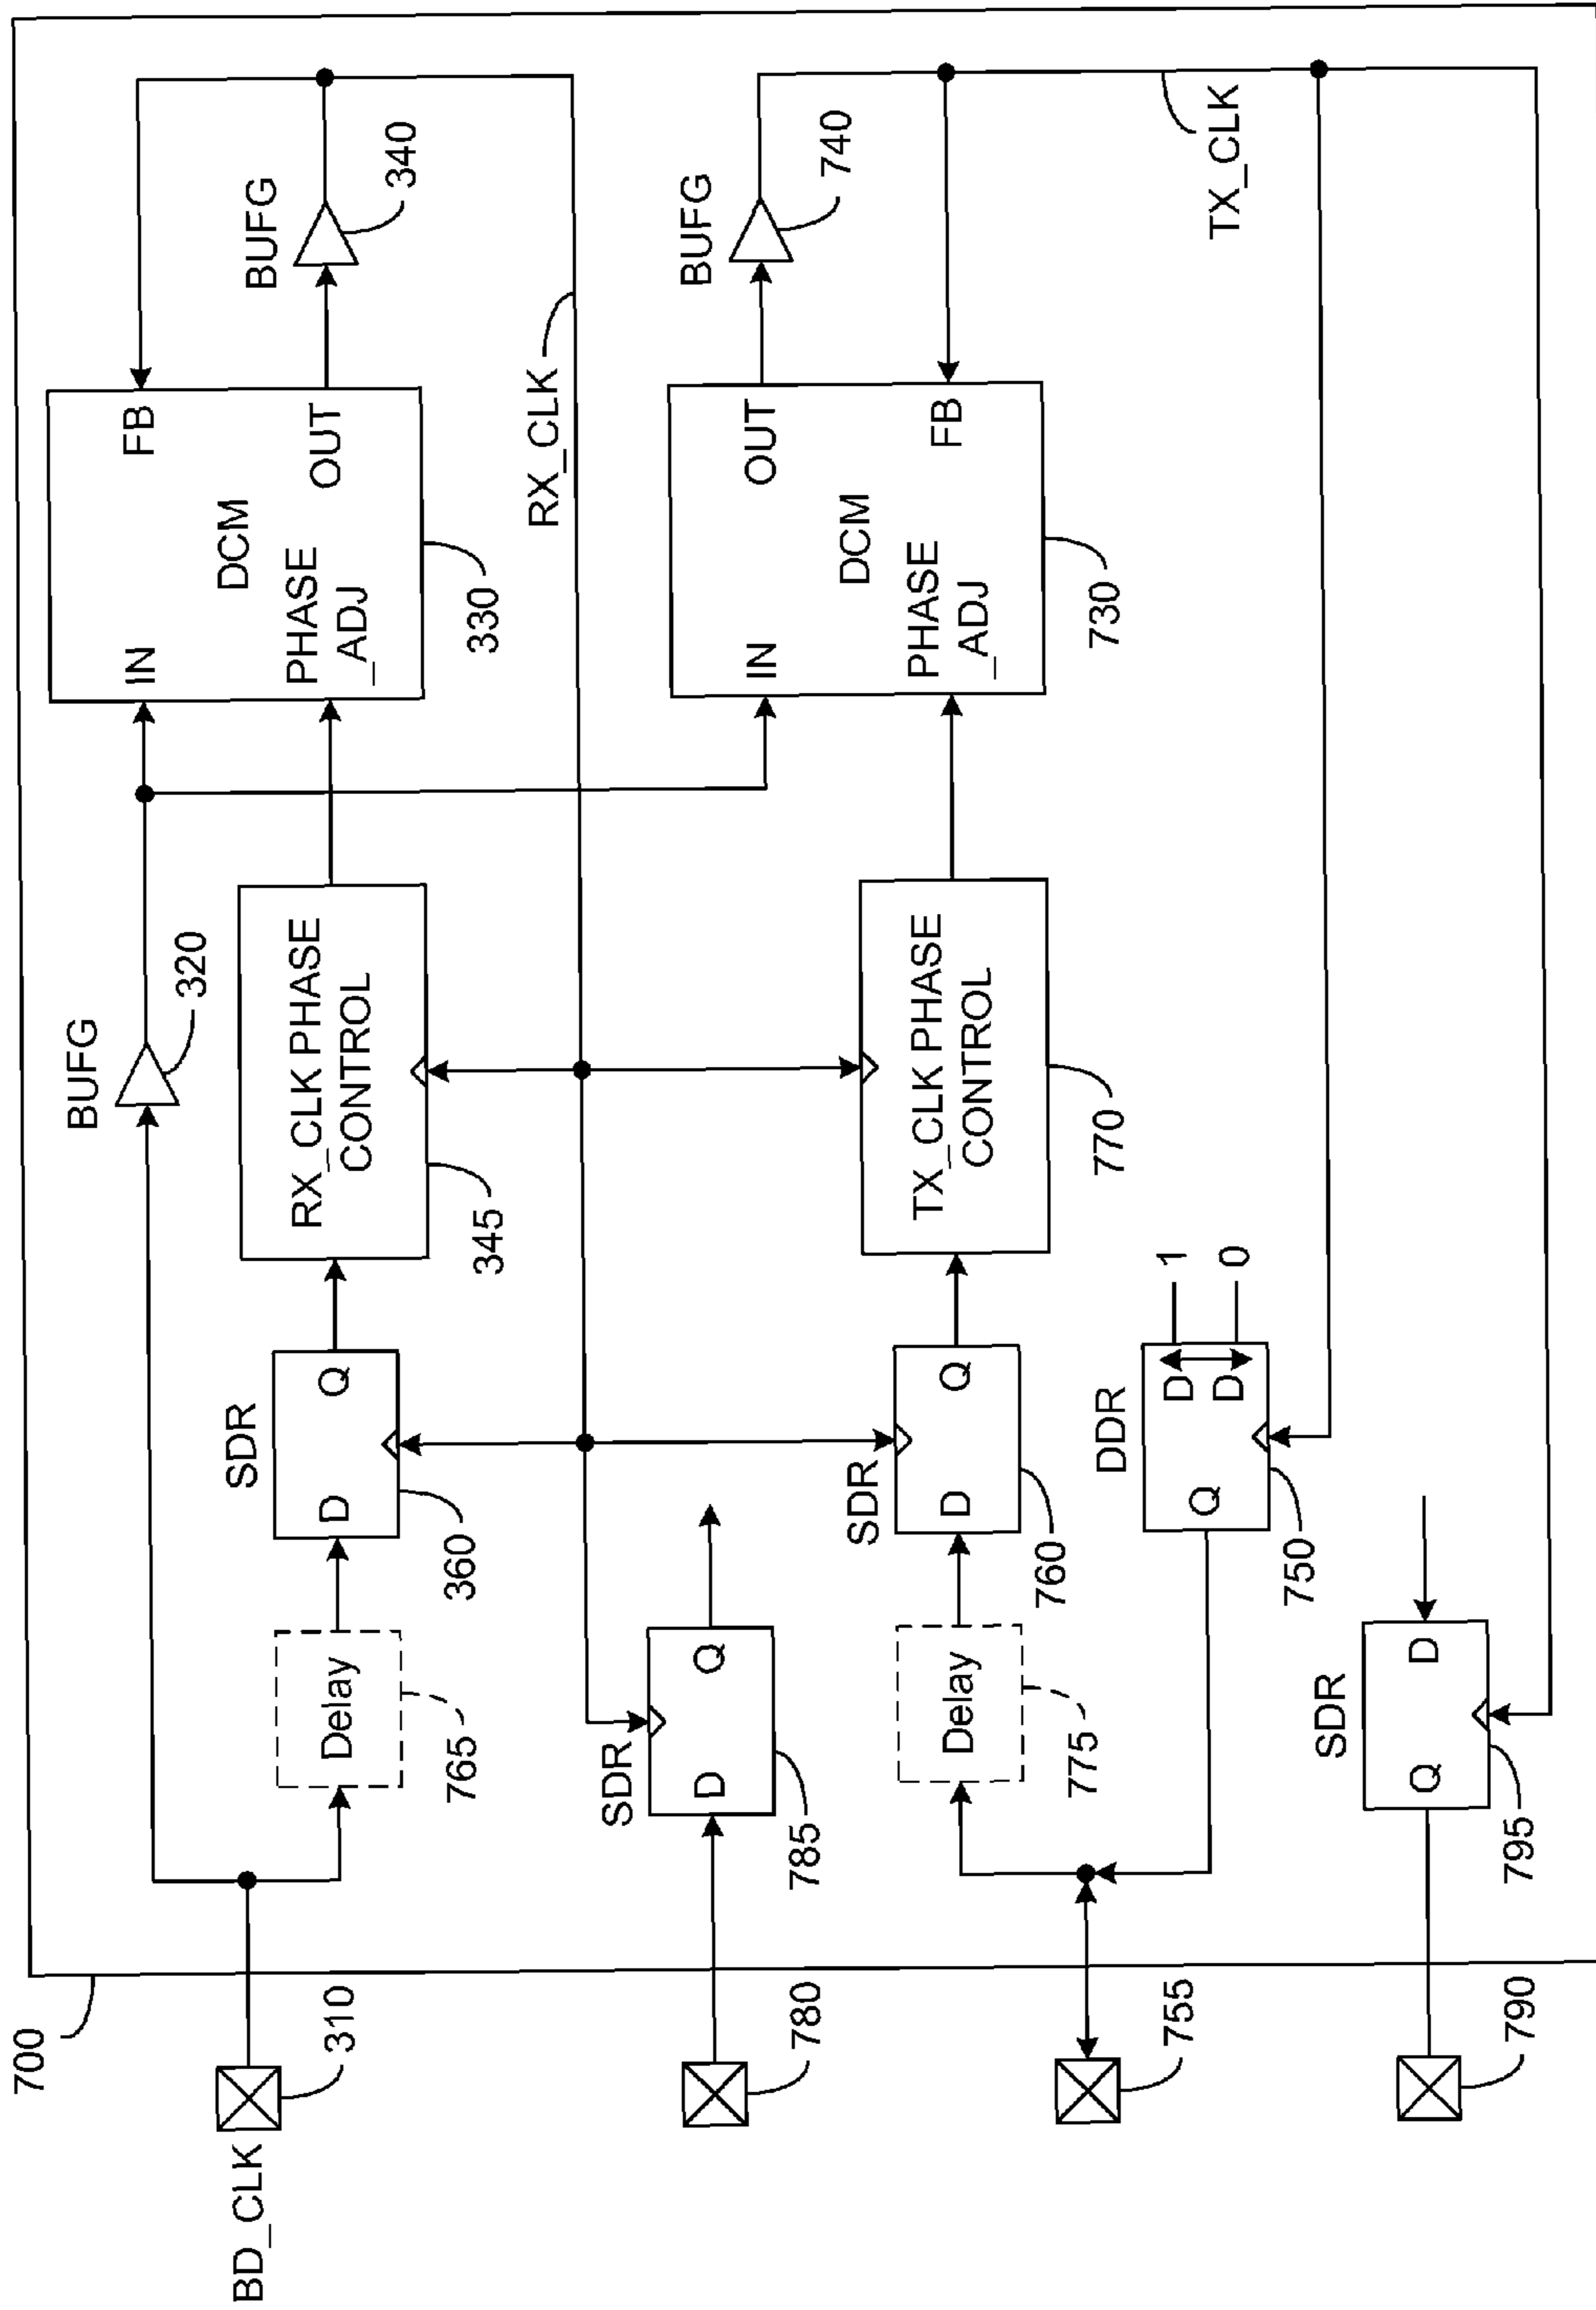 700
BD_CLK
310
BUFG
320
IN
FB
DCM
PHASE
_ADJ
OUT
330
BUFG
340
Delay
765
SDR
D
Q
360
RX_CLK PHASE
CONTROL
345
RX_CLK
780
SDR
D
Q
785
IN
OUT
DCM
PHASE
_ADJ
FB
730
BUFG
740
Delay
775
SDR
D
Q
760
TX_CLK PHASE
CONTROL
770
755
DDR
Q
D
D
1
0
750
TX_CLK
790
SDR
Q
D
795